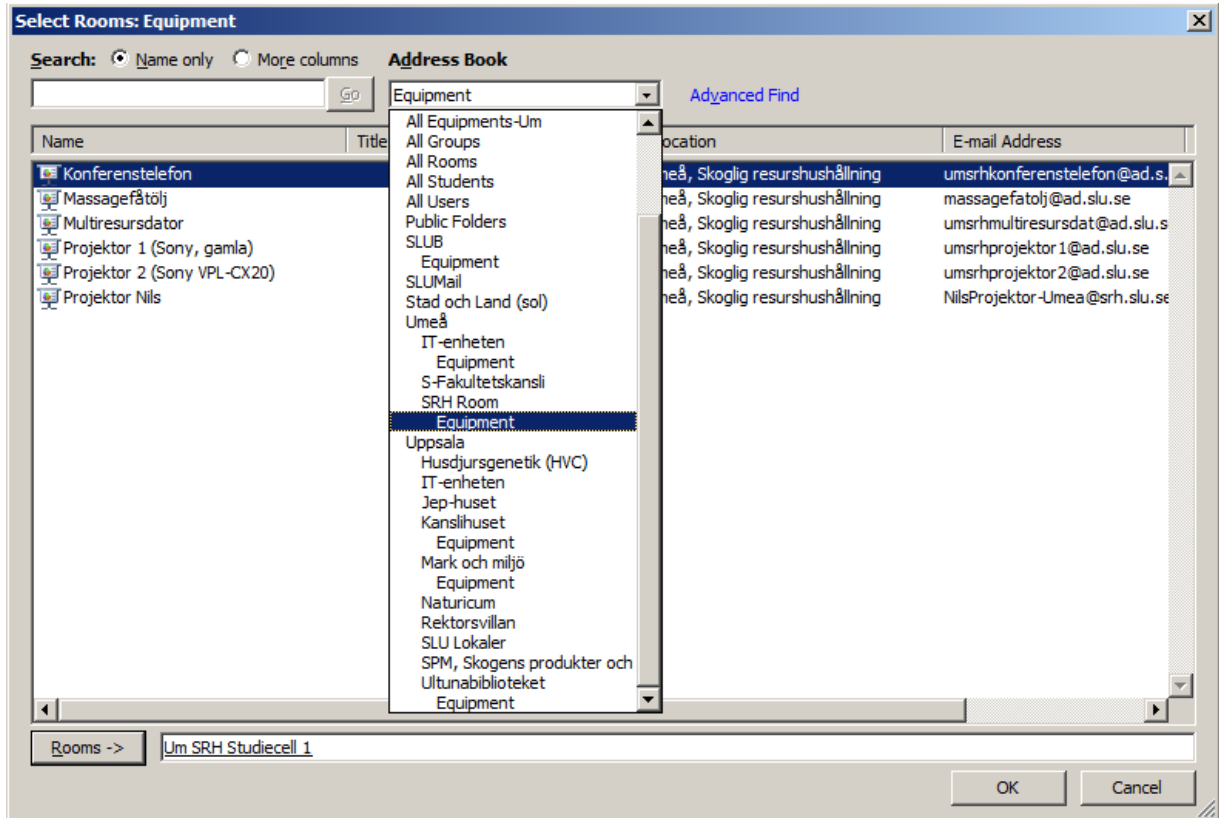 Select Rooms: Equipment
Search: Name only More columns Address Book
Go Equipment Advanced Find
Name Title ocation E-mail Address
Konferenstelefon neå, Skoglig resurshushållning umsrhkonferenstelefon@ad.s.
Massagefåtölj neå, Skoglig resurshushållning massagefatolj@ad.slu.se
Multiresursdator neå, Skoglig resurshushållning umsrhmultiresursdat@ad.slu.s
Projektor 1 (Sony, gamla) neå, Skoglig resurshushållning umsrhprojektor1@ad.slu.se
Projektor 2 (Sony VPL-CX20) neå, Skoglig resurshushållning umsrhprojektor2@ad.slu.se
Projektor Nils neå, Skoglig resurshushållning NilsProjektor-Umea@srh.slu.se
All Equipments-Um
All Groups
All Rooms
All Students
All Users
Public Folders
SLUB
Equipment
SLUMail
Stad och Land (sol)
Umeå
IT-enheten
Equipment
S-Fakultetskansli
SRH Room
Equipment
Uppsala
Husdjursgenetik (HVC)
IT-enheten
Jep-huset
Kanslihuset
Equipment
Mark och miljö
Equipment
Naturicum
Rektorsvillan
SLU Lokaler
SPM, Skogens produkter och
Ultunabiblioteket
Equipment
Rooms -> Um SRH Studiecell 1
OK Cancel